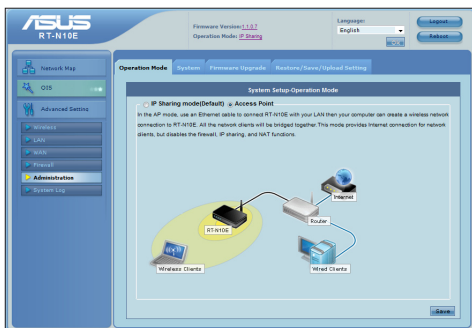 ASUS
RT-N10E
Firmware Version:1.1.0.7
Operation Mode: IP Sharing
Language:
English
Logout
Reboot
Network Map
Advanced Setting
Wireless
LAN
WAN
Firewall
Administration
System Log
Operation Mode System Firmware Upgrade Restore/Save/Upload Setting
System Setup-Operation Mode
IP Sharing mode(Default) Access Point
In the AP mode, use an Ethernet cable to connect RT-N10E with your LAN then your computer can create a wireless network
connection to RT-N10E. All the network clients will be bridged together.This mode provides Internet connection for network
clients, but disables the firewall, IP sharing, and NAT functions.
Internet
Router
RT-N10E
Wireless Clients
Wired Clients
Save